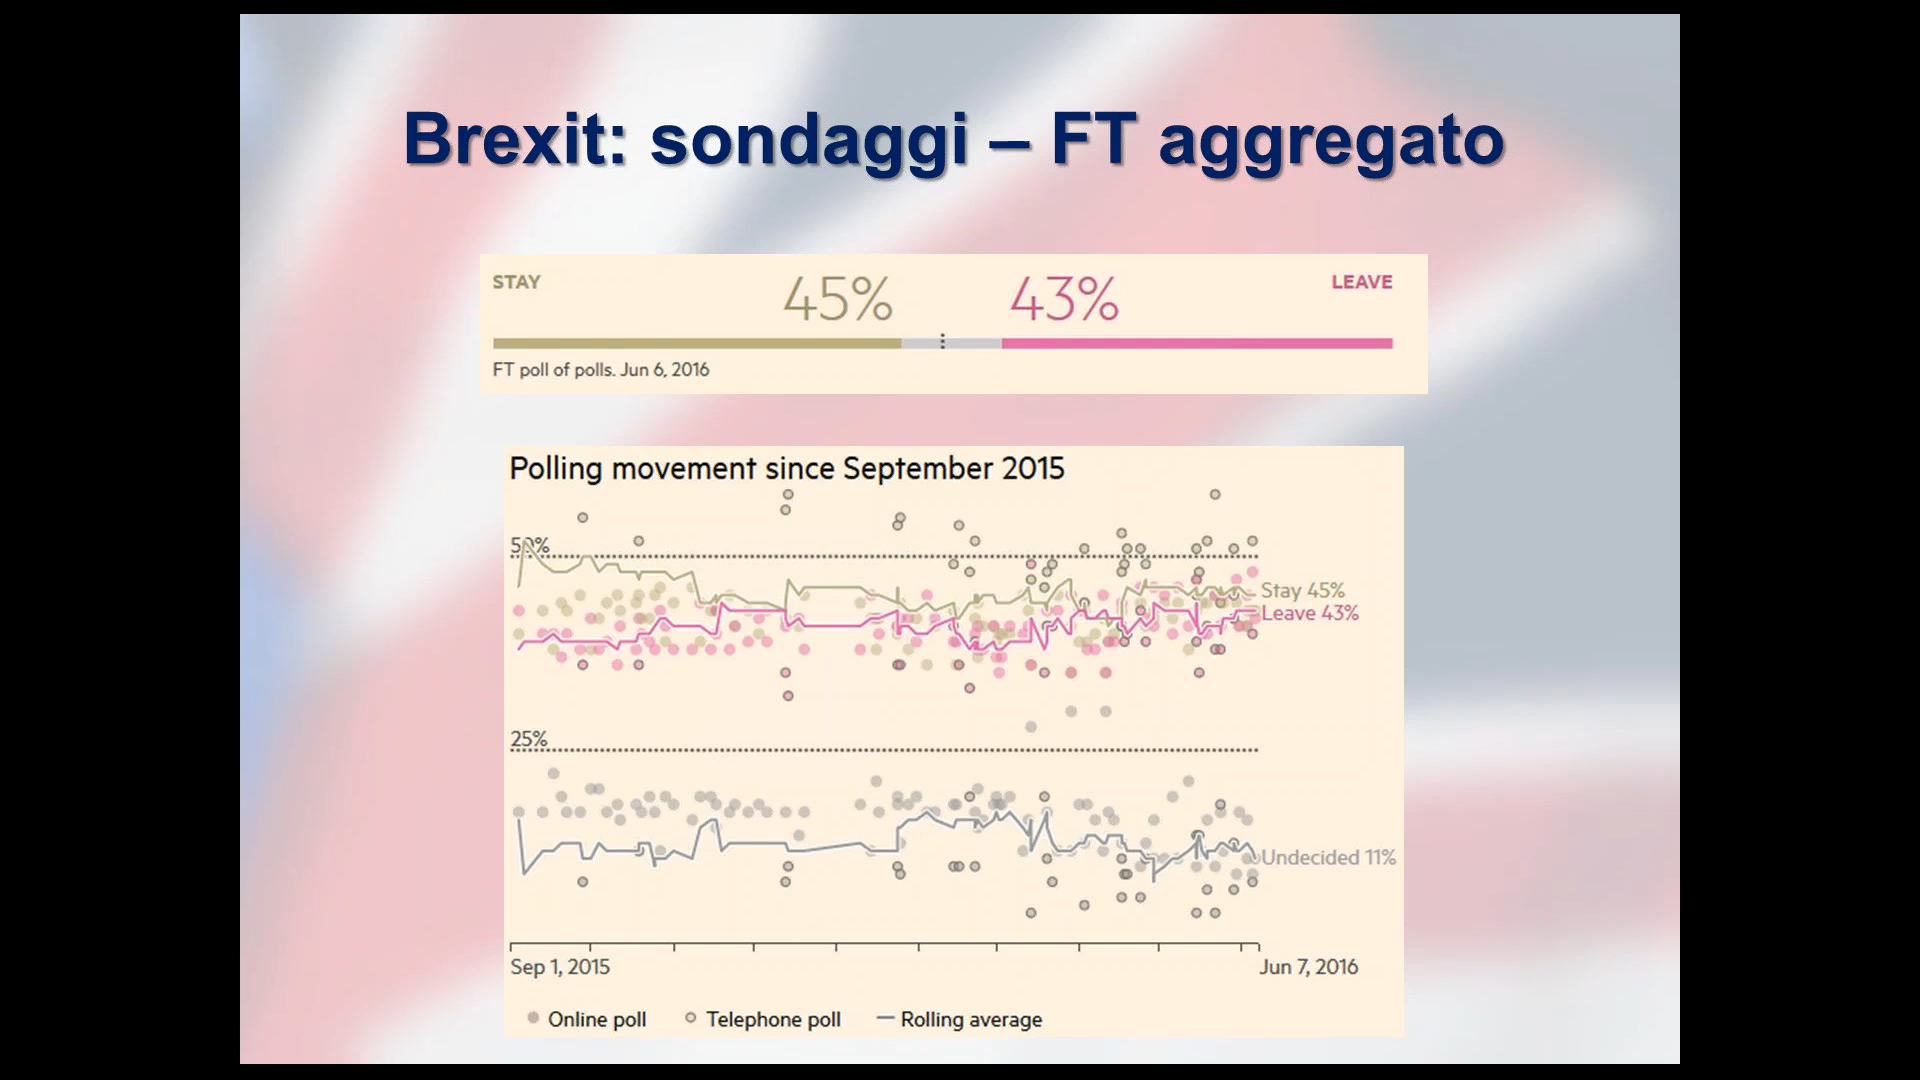 Brexit: sondaggi – FT aggregato
STAY 45% 43% LEAVE
FT poll of polls. Jun 6, 2016
Polling movement since September 2015
50%
Stay 45%
Leave 43%
25%
Undecided 11%
Sep 1, 2015 Jun 7, 2016
Online poll Telephone poll Rolling average